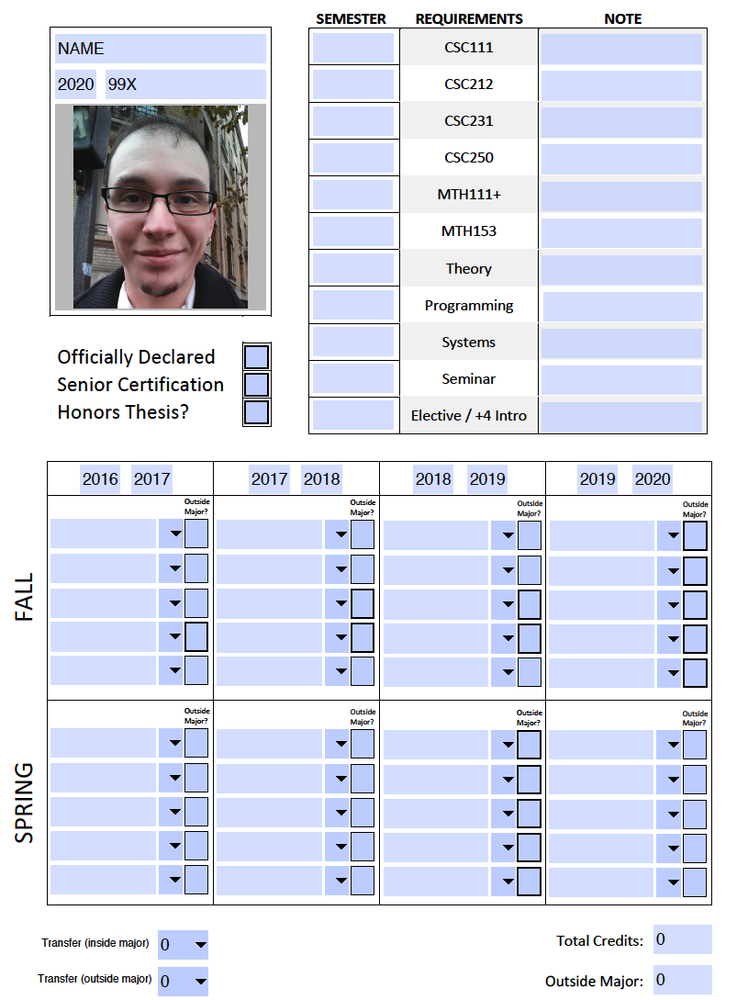 SEMESTER REQUIREMENTS NOTE
NAME
2020 99X
CSC111
CSC212
CSC231
CSC250
MTH111+
MTH153
Theory
Programming
Systems
Seminar
Elective / +4 Intro
Officially Declared
Senior Certification
Honors Thesis?
2016 2017 2017 2018 2018 2019 2019 2020
FALL
Outside Major?
Outside Major?
Outside Major?
Outside Major?
SPRING
Outside Major?
Outside Major?
Outside Major?
Outside Major?
Transfer (inside major) 0
Transfer (outside major) 0
Total Credits: 0
Outside Major: 0